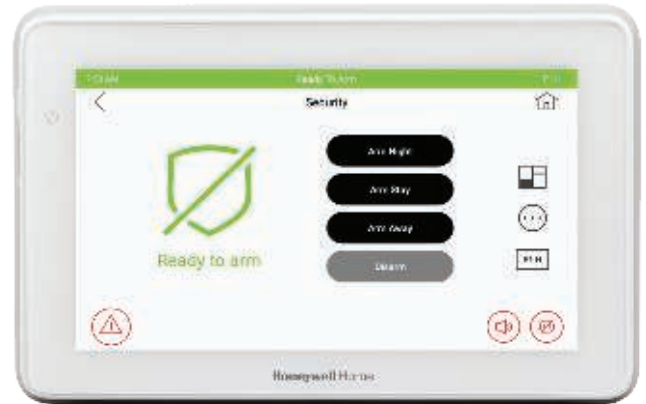 Ready To Arm
Security
Arm Night
Arm Stay
Arm Away
Ready to arm
Disarm
Honeywell Home